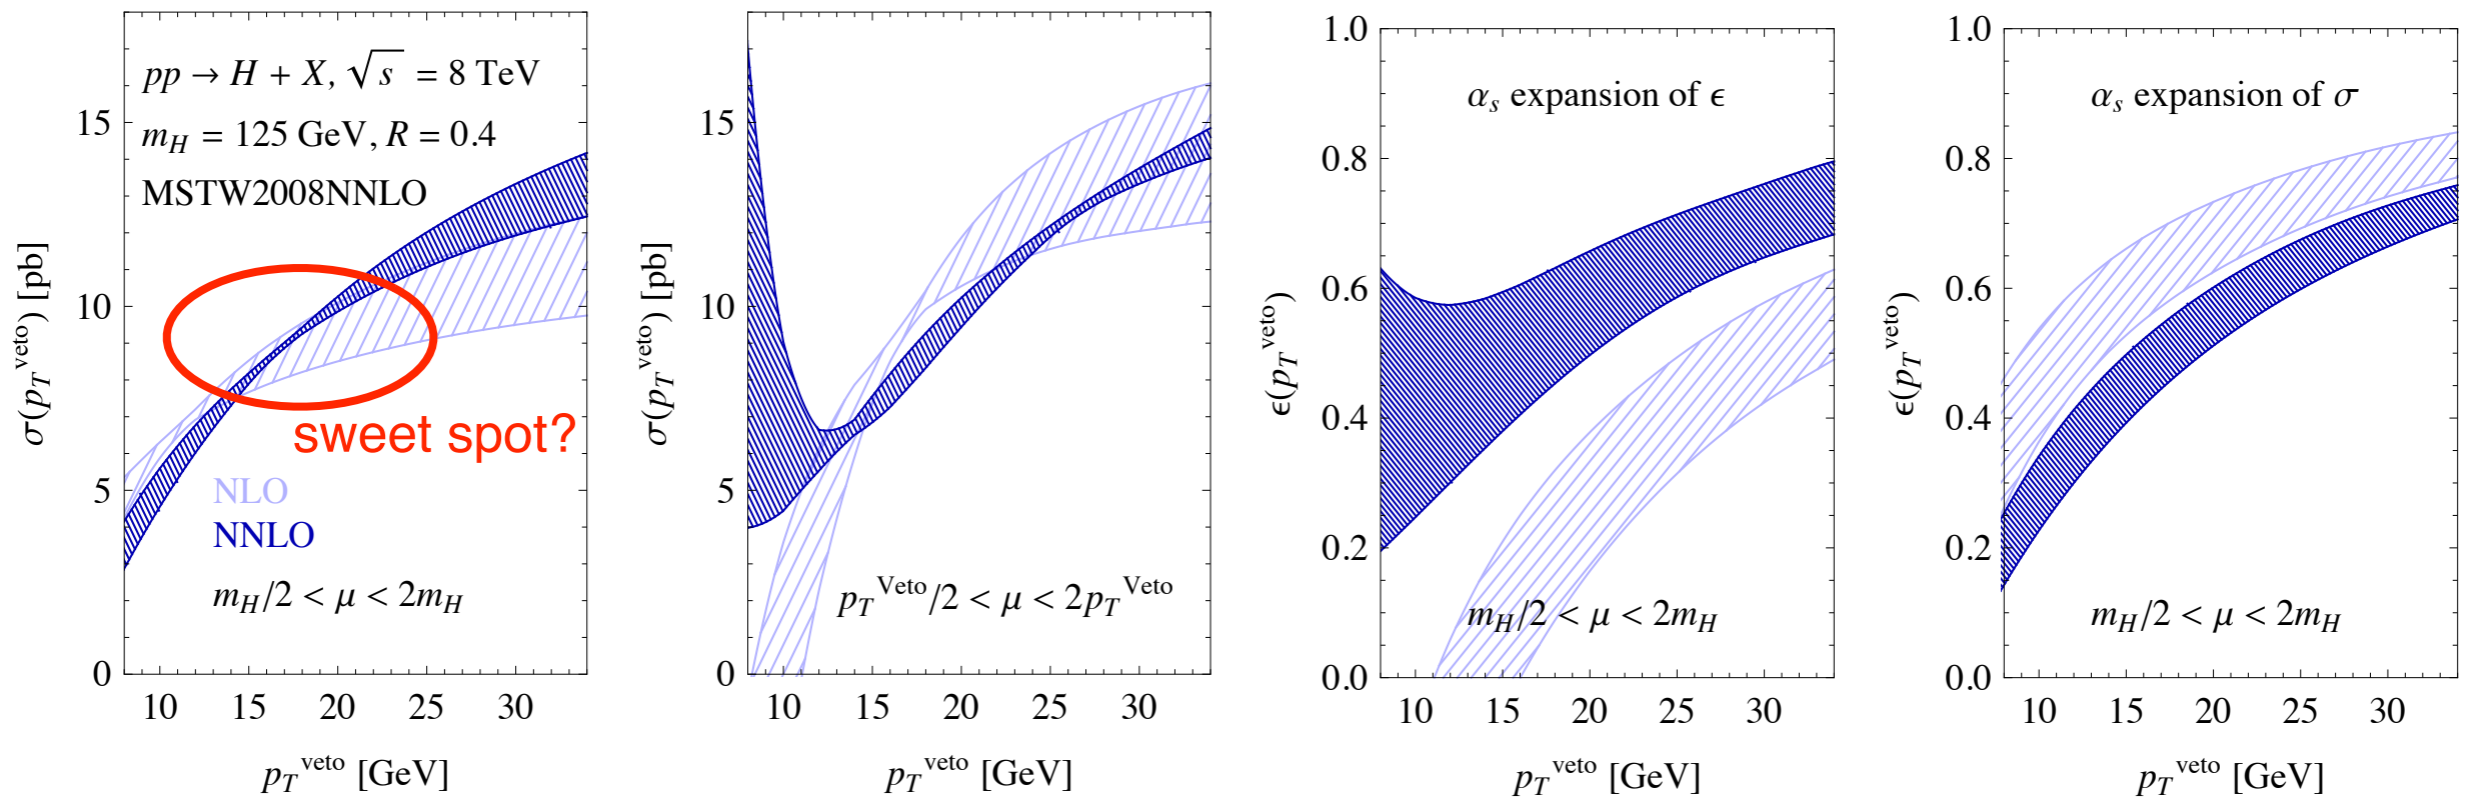 pp → H + X, √s = 8 TeV
m_H = 125 GeV, R = 0.4
MSTW2008NNLO
sweet spot?
NLO
NNLO
m_H/2 < μ < 2m_H
σ(p_T^veto) [pb]
0
5
10
15
10
15
20
25
30
p_T^veto [GeV]
p_T^Veto/2 < μ < 2p_T^Veto
σ(p_T^veto) [pb]
0
5
10
15
10
15
20
25
30
p_T^veto [GeV]
α_s expansion of ϵ
m_H/2 < μ < 2m_H
ϵ(p_T^veto)
0.0
0.2
0.4
0.6
0.8
1.0
10
15
20
25
30
p_T^veto [GeV]
α_s expansion of σ
m_H/2 < μ < 2m_H
ϵ(p_T^veto)
0.0
0.2
0.4
0.6
0.8
1.0
10
15
20
25
30
p_T^veto [GeV]